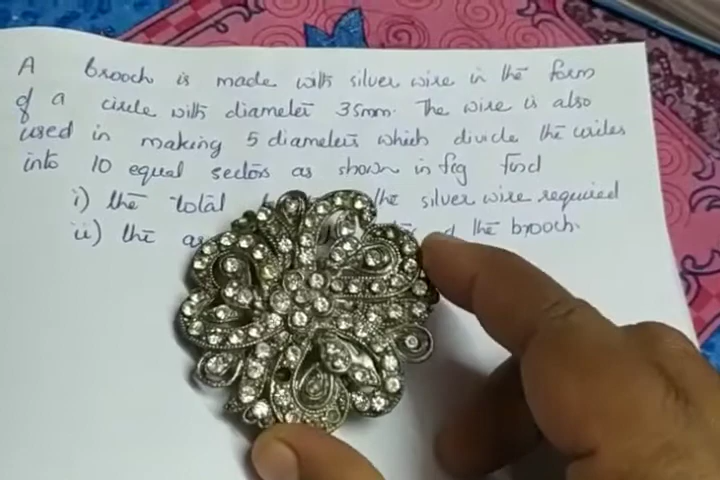 A brooch is made with silver wire in the form
of a circle with diameter 35mm. The wire is also
used in making 5 diameters which divide the circles
into 10 equal sectors as shown in fig find
i) the total the silver wire required
ii) the the brooch.